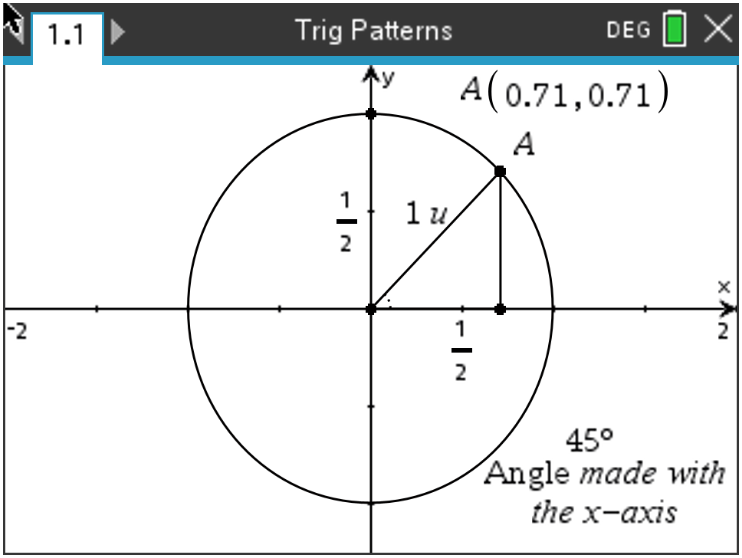 1.1
Trig Patterns
DEG
y
A(0.71,0.71)
A
1/2
1 u
x
-2
1/2
2
45°
Angle made with
the x-axis